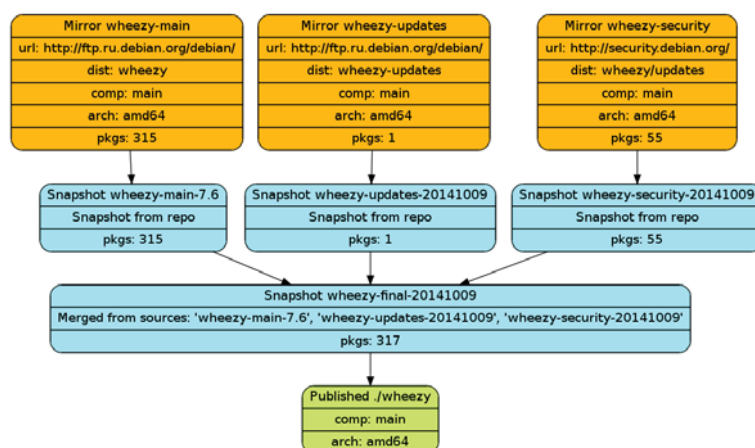 Mirror wheezy-main
url: http://ftp.ru.debian.org/debian/
dist: wheezy
comp: main
arch: amd64
pkgs: 315
Mirror wheezy-updates
url: http://ftp.ru.debian.org/debian/
dist: wheezy-updates
comp: main
arch: amd64
pkgs: 1
Mirror wheezy-security
url: http://security.debian.org/
dist: wheezy/updates
comp: main
arch: amd64
pkgs: 55
Snapshot wheezy-main-7.6
Snapshot from repo
pkgs: 315
Snapshot wheezy-updates-20141009
Snapshot from repo
pkgs: 1
Snapshot wheezy-security-20141009
Snapshot from repo
pkgs: 55
Snapshot wheezy-final-20141009
Merged from sources: 'wheezy-main-7.6', 'wheezy-updates-20141009', 'wheezy-security-20141009'
pkgs: 317
Published ./wheezy
comp: main
arch: amd64